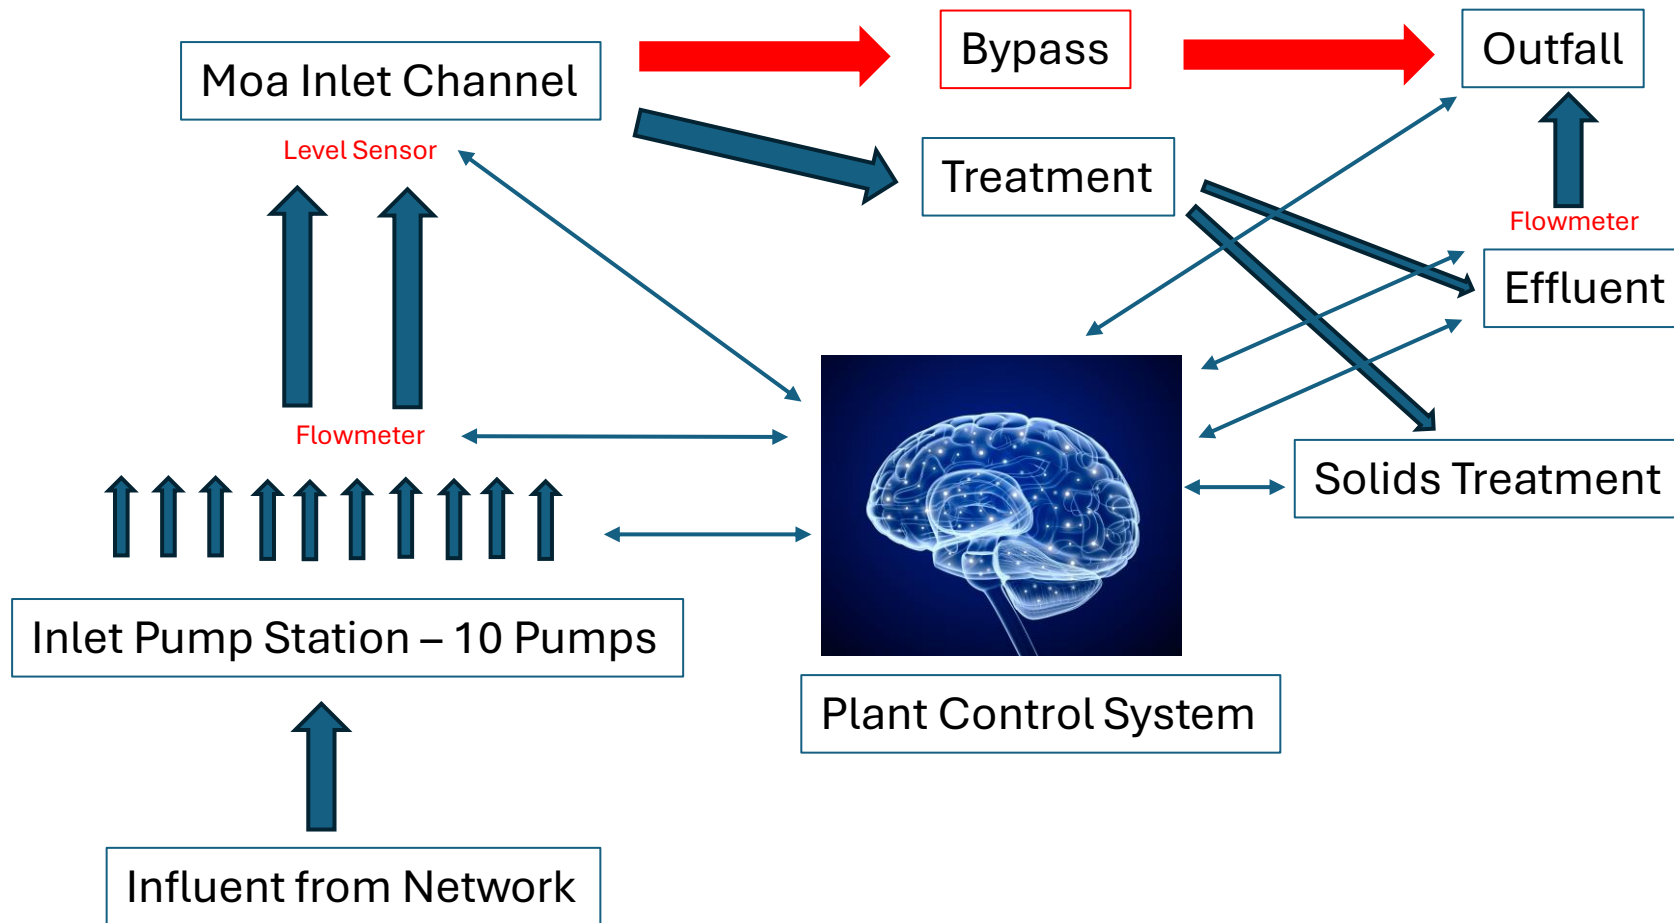 Moa Inlet Channel
Bypass
Outfall
Level Sensor
Treatment
Flowmeter
Effluent
Flowmeter
Solids Treatment
Inlet Pump Station – 10 Pumps
Plant Control System
Influent from Network